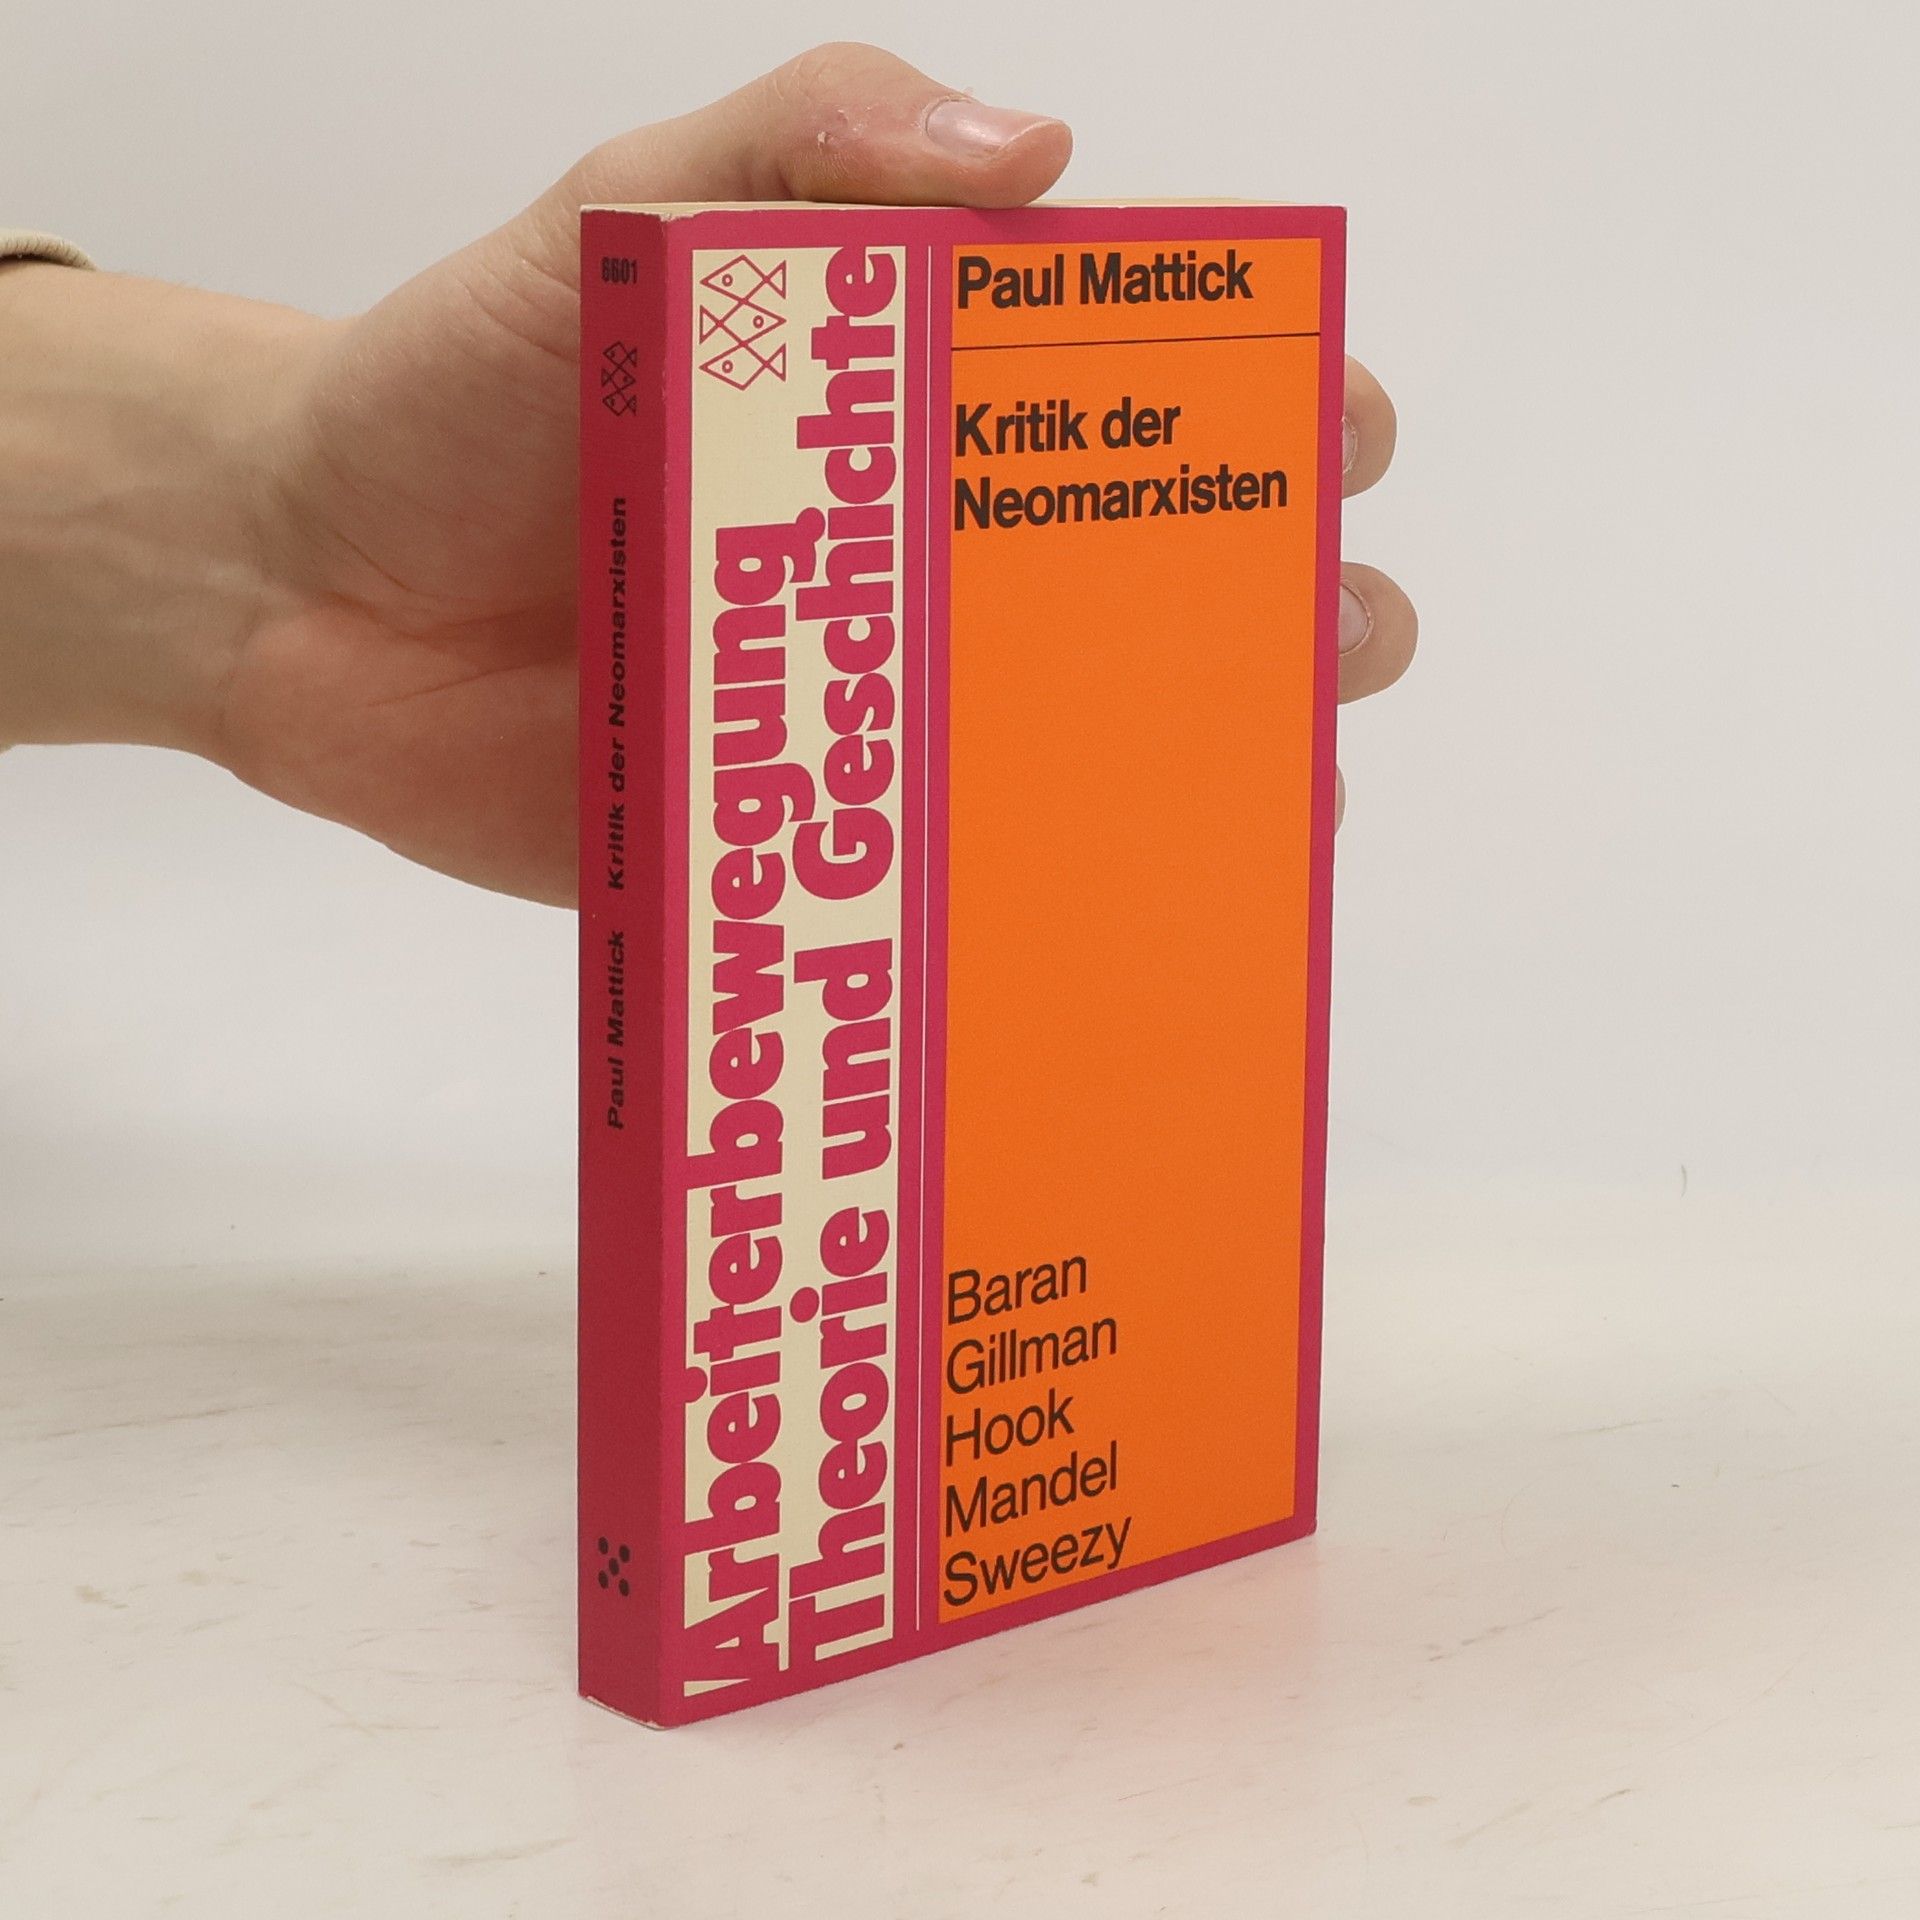 6601
Paul Mattick Kritik der Neomarxisten
Arbeiterbewegung
Theorie und Geschichte
Paul Mattick
Kritik der
Neomarxisten
Baran
Gillman
Hook
Mandel
Sweezy